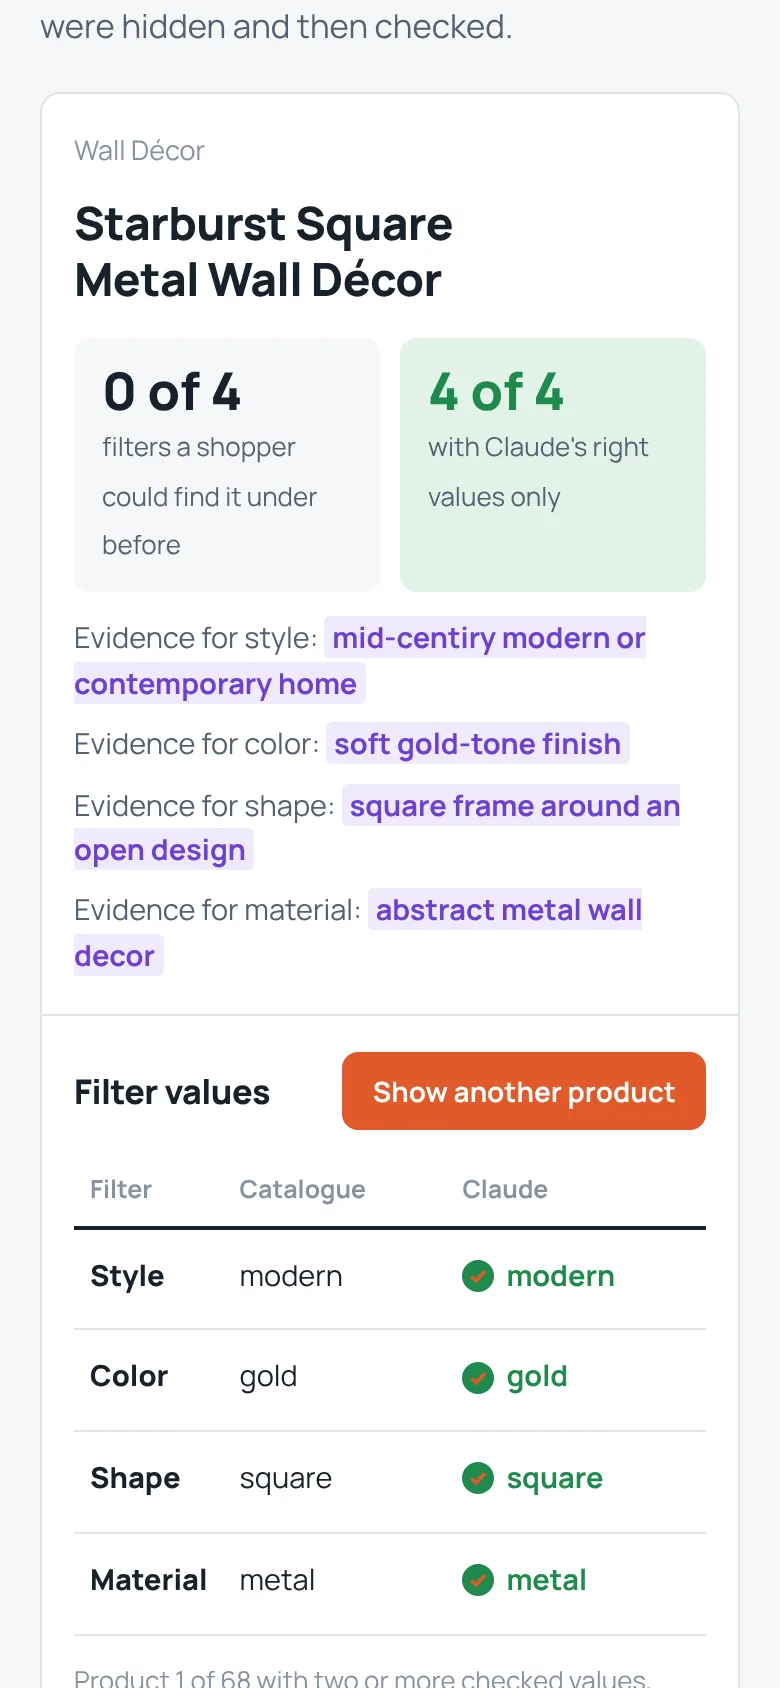 were hidden and then checked.
Wall Décor
Starburst Square
Metal Wall Décor
0 of 4
filters a shopper
could find it under
before
4 of 4
with Claude's right
values only
Evidence for style: mid-centiry modern or
contemporary home
Evidence for color: soft gold-tone finish
Evidence for shape: square frame around an
open design
Evidence for material: abstract metal wall
decor
Filter values
Show another product
Filter Catalogue Claude
Style modern modern
Color gold gold
Shape square square
Material metal metal
Product 1 of 68 with two or more checked values.